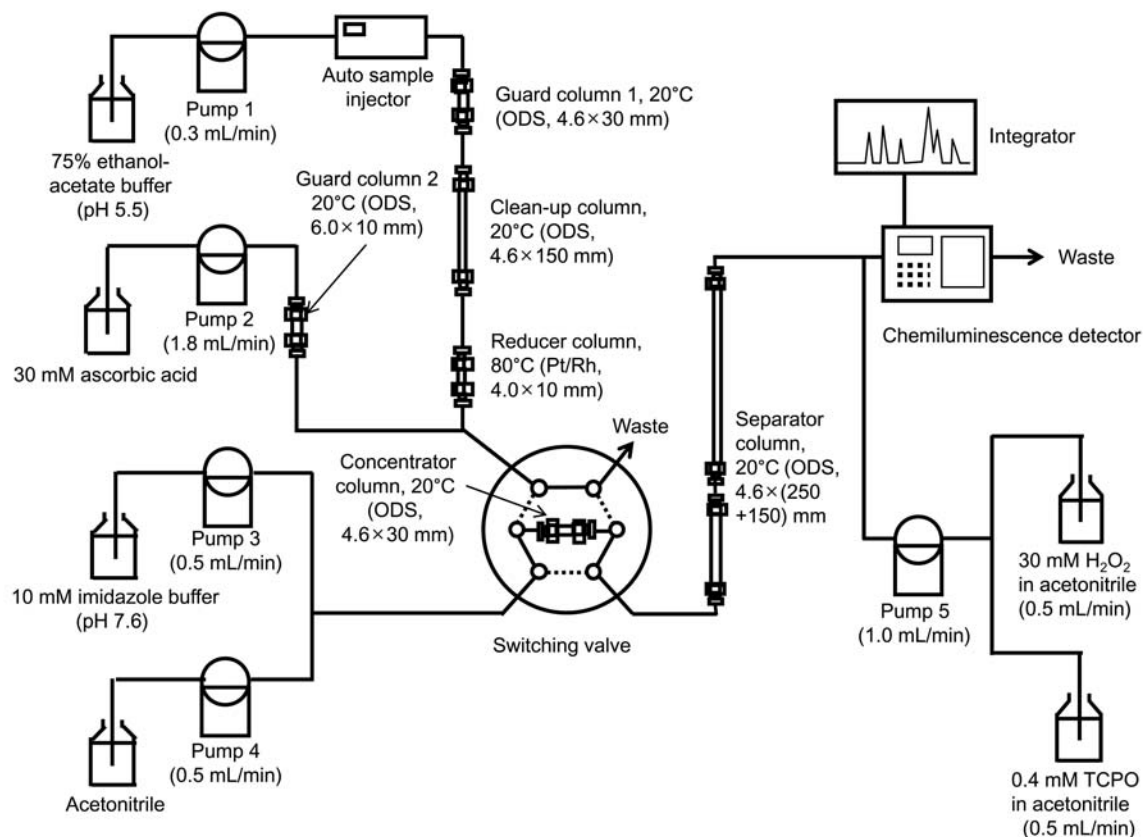 Pump 1
(0.3 mL/min)
Auto sample
injector
75% ethanol-
acetate buffer
(pH 5.5)
Guard column 1, 20°C
(ODS, 4.6×30 mm)
Guard column 2
20°C (ODS,
6.0×10 mm)
Clean-up column,
20°C (ODS,
4.6×150 mm)
Pump 2
(1.8 mL/min)
30 mM ascorbic acid
Reducer column,
80°C (Pt/Rh,
4.0×10 mm)
Integrator
Waste
Chemiluminescence detector
Waste
Concentrator
column, 20°C
(ODS,
4.6×30 mm)
Separator
column,
20°C (ODS,
4.6×(250
+150) mm
Pump 3
(0.5 mL/min)
10 mM imidazole buffer
(pH 7.6)
Switching valve
Pump 5
(1.0 mL/min)
30 mM H₂O₂
in acetonitrile
(0.5 mL/min)
Pump 4
(0.5 mL/min)
Acetonitrile
0.4 mM TCPO
in acetonitrile
(0.5 mL/min)